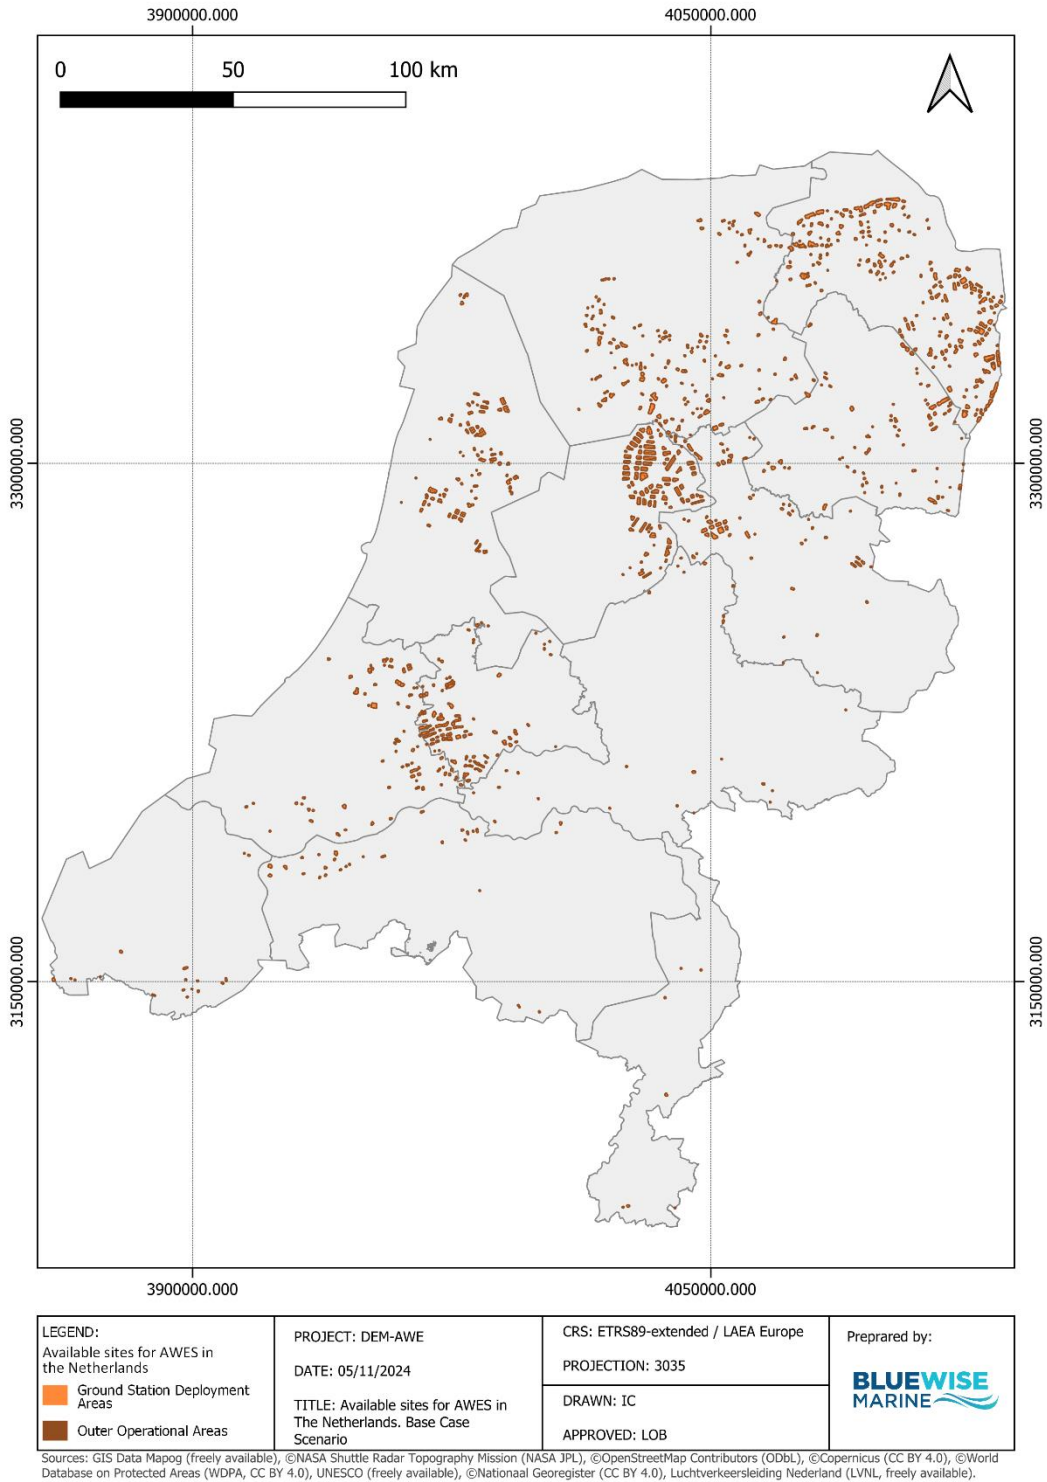 3900000.000 4050000.000
0 50 100 km
3300000.000 3300000.000
3150000.000 3150000.000
3900000.000 4050000.000
LEGEND:
Available sites for AWES in
the Netherlands
Ground Station Deployment
Areas
Outer Operational Areas
PROJECT: DEM-AWE
DATE: 05/11/2024
TITLE: Available sites for AWES in
The Netherlands. Base Case
Scenario
CRS: ETRS89-extended / LAEA Europe
PROJECTION: 3035
DRAWN: IC
APPROVED: LOB
Preprared by:
BLUEWISE
MARINE
Sources: GIS Data Mapog (freely available), ©NASA Shuttle Radar Topography Mission (NASA JPL), ©OpenStreetMap Contributors (ODbL), ©Copernicus (CC BY 4.0), ©World
Database on Protected Areas (WDPA, CC BY 4.0), UNESCO (freely available), ©Nationaal Georegister (CC BY 4.0), Luchtverkeersleiding Nederland (LVNL, freely available).